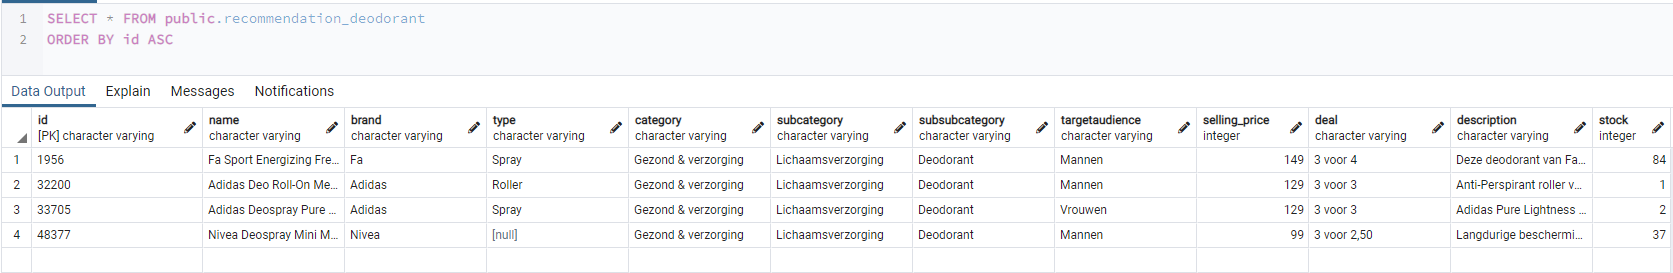 1 SELECT * FROM public.recommendation_deodorant
2 ORDER BY id ASC
Data Output Explain Messages Notifications
id name brand type category subcategory subsubcategory targetaudience selling_price deal description stock
[PK] character varying character varying character varying character varying character varying character varying character varying character varying integer character varying character varying integer
1 1956 Fa Sport Energizing Fre... Fa Spray Gezond & verzorging Lichaamsverzorging Deodorant Mannen 149 3 voor 4 Deze deodorant van Fa... 84
2 32200 Adidas Deo Roll-On Me... Adidas Roller Gezond & verzorging Lichaamsverzorging Deodorant Mannen 129 3 voor 3 Anti-Perspirant roller v... 1
3 33705 Adidas Deospray Pure ... Adidas Spray Gezond & verzorging Lichaamsverzorging Deodorant Vrouwen 129 3 voor 3 Adidas Pure Lightness ... 2
4 48377 Nivea Deospray Mini M... Nivea [null] Gezond & verzorging Lichaamsverzorging Deodorant Mannen 99 3 voor 2,50 Langdurige beschermi... 37